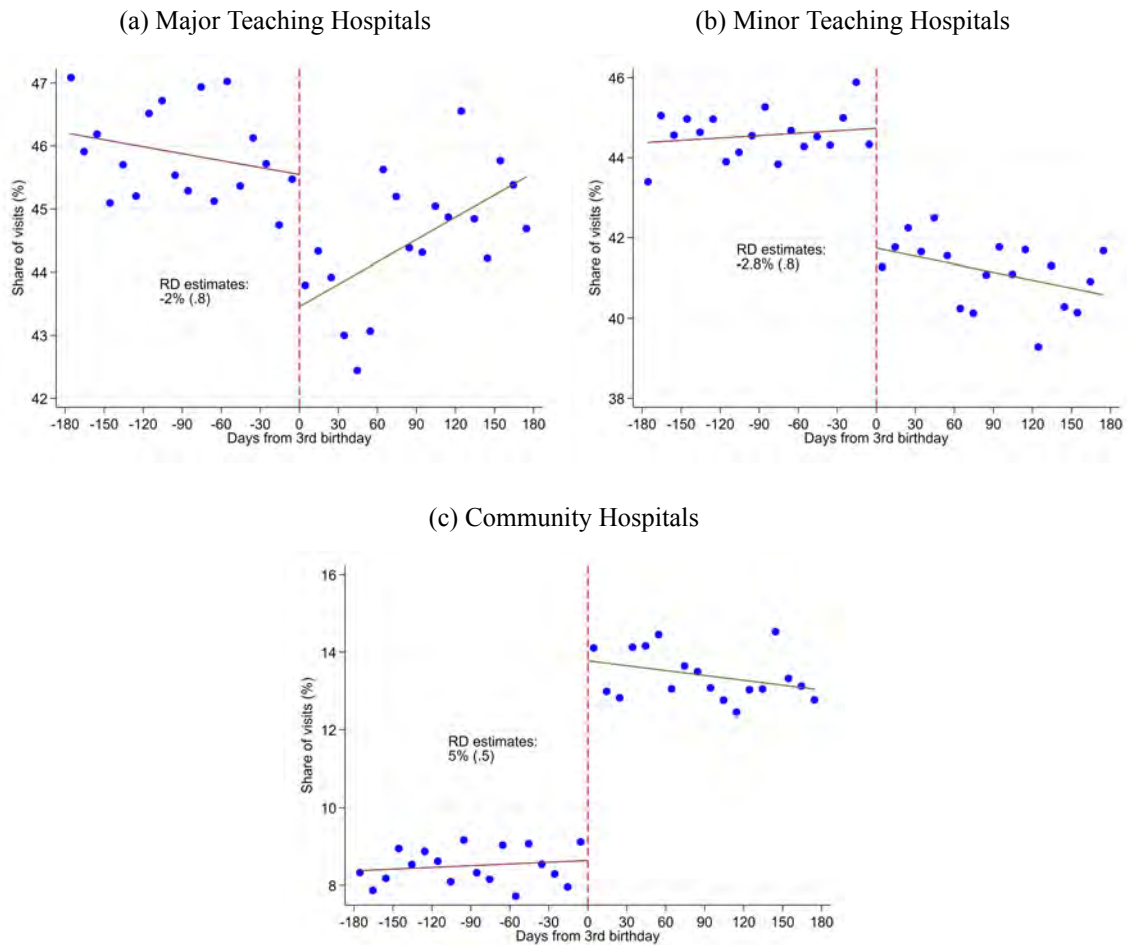 (a) Major Teaching Hospitals
(b) Minor Teaching Hospitals
47
46
45
44
43
42
Share of visits (%)
RD estimates:
-2% (.8)
-180 -150 -120 -90 -60 -30 0 30 60 90 120 150 180
Days from 3rd birthday
46
44
42
40
38
Share of visits (%)
RD estimates:
-2.8% (.8)
-180 -150 -120 -90 -60 -30 0 30 60 90 120 150 180
Days from 3rd birthday
(c) Community Hospitals
16
14
12
10
8
Share of visits (%)
RD estimates:
5% (.5)
-180 -150 -120 -90 -60 -30 0 30 60 90 120 150 180
Days from 3rd birthday